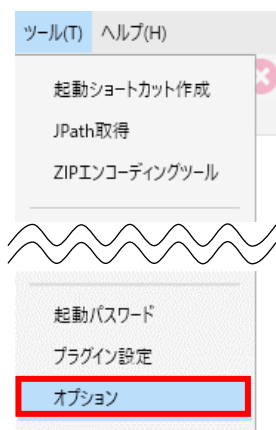 ツール(T) ヘルプ(H)
起動ショートカット作成
JPath取得
ZIPエンコーディングツール
起動パスワード
プラグイン設定
オプション